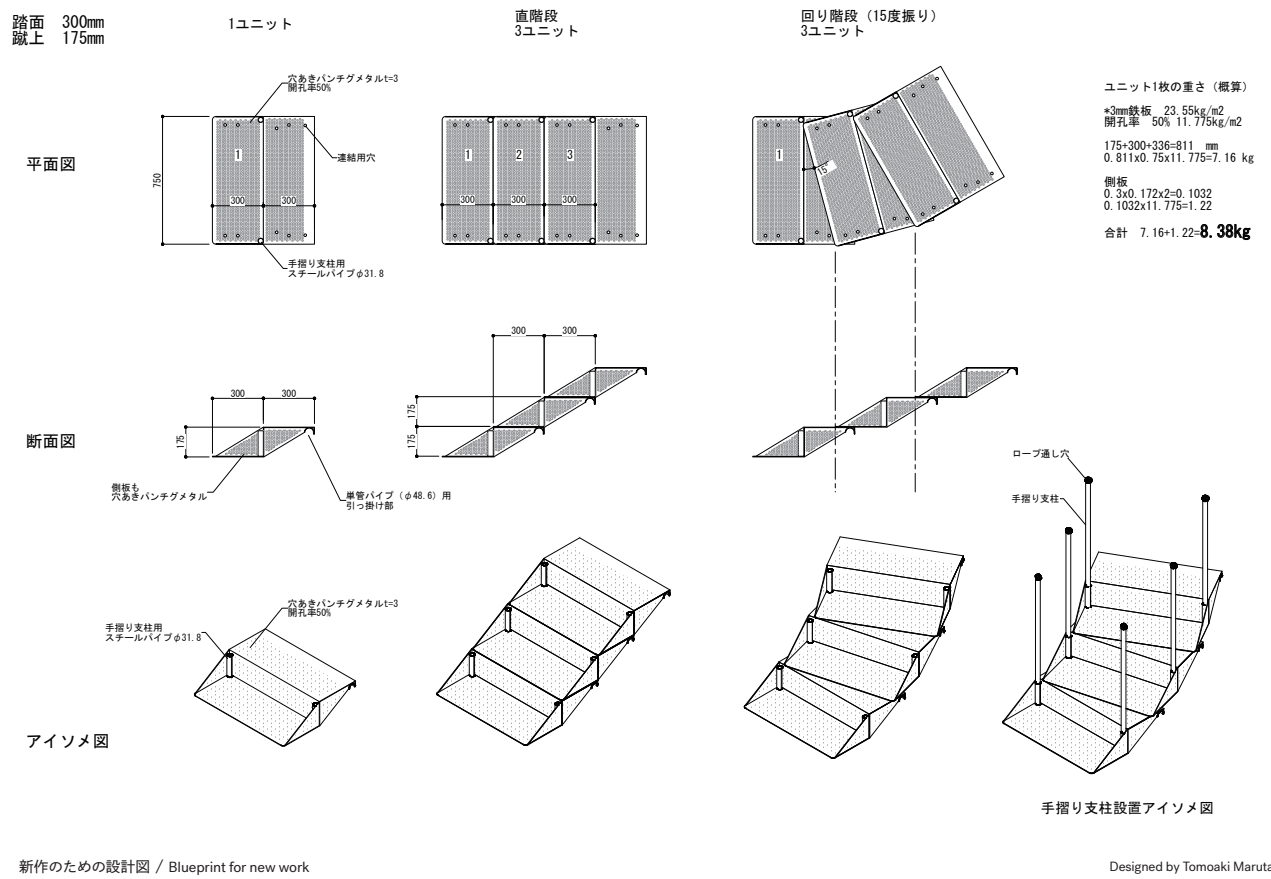 踏面　300mm
蹴上　175mm
1ユニット
直階段
3ユニット
回り階段（15度振り）
3ユニット
平面図
穴あきパンチグメタルt=3
開孔率50%
連結用穴
手摺り支柱用
スチールパイプφ31.8
750
1
300
300
1
2
3
300
300
300
1
15°
ユニット1枚の重さ（概算）
*3mm鉄板　23.55kg/m2
開孔率　50% 11.775kg/m2
175+300+336=811　mm
0.811x0.75x11.775=7.16 kg
側板
0.3x0.172x2=0.1032
0.1032x11.775=1.22
合計　7.16+1.22=8.38kg
断面図
300
300
175
側板も
穴あきパンチグメタル
単管パイプ（φ48.6）用
引っ掛け部
300
300
175
175
アイソメ図
穴あきパンチグメタルt=3
開孔率50%
手摺り支柱用
スチールパイプφ31.8
ロープ通し穴
手摺り支柱
手摺り支柱設置アイソメ図
新作のための設計図 / Blueprint for new work
Designed by Tomoaki Maruta